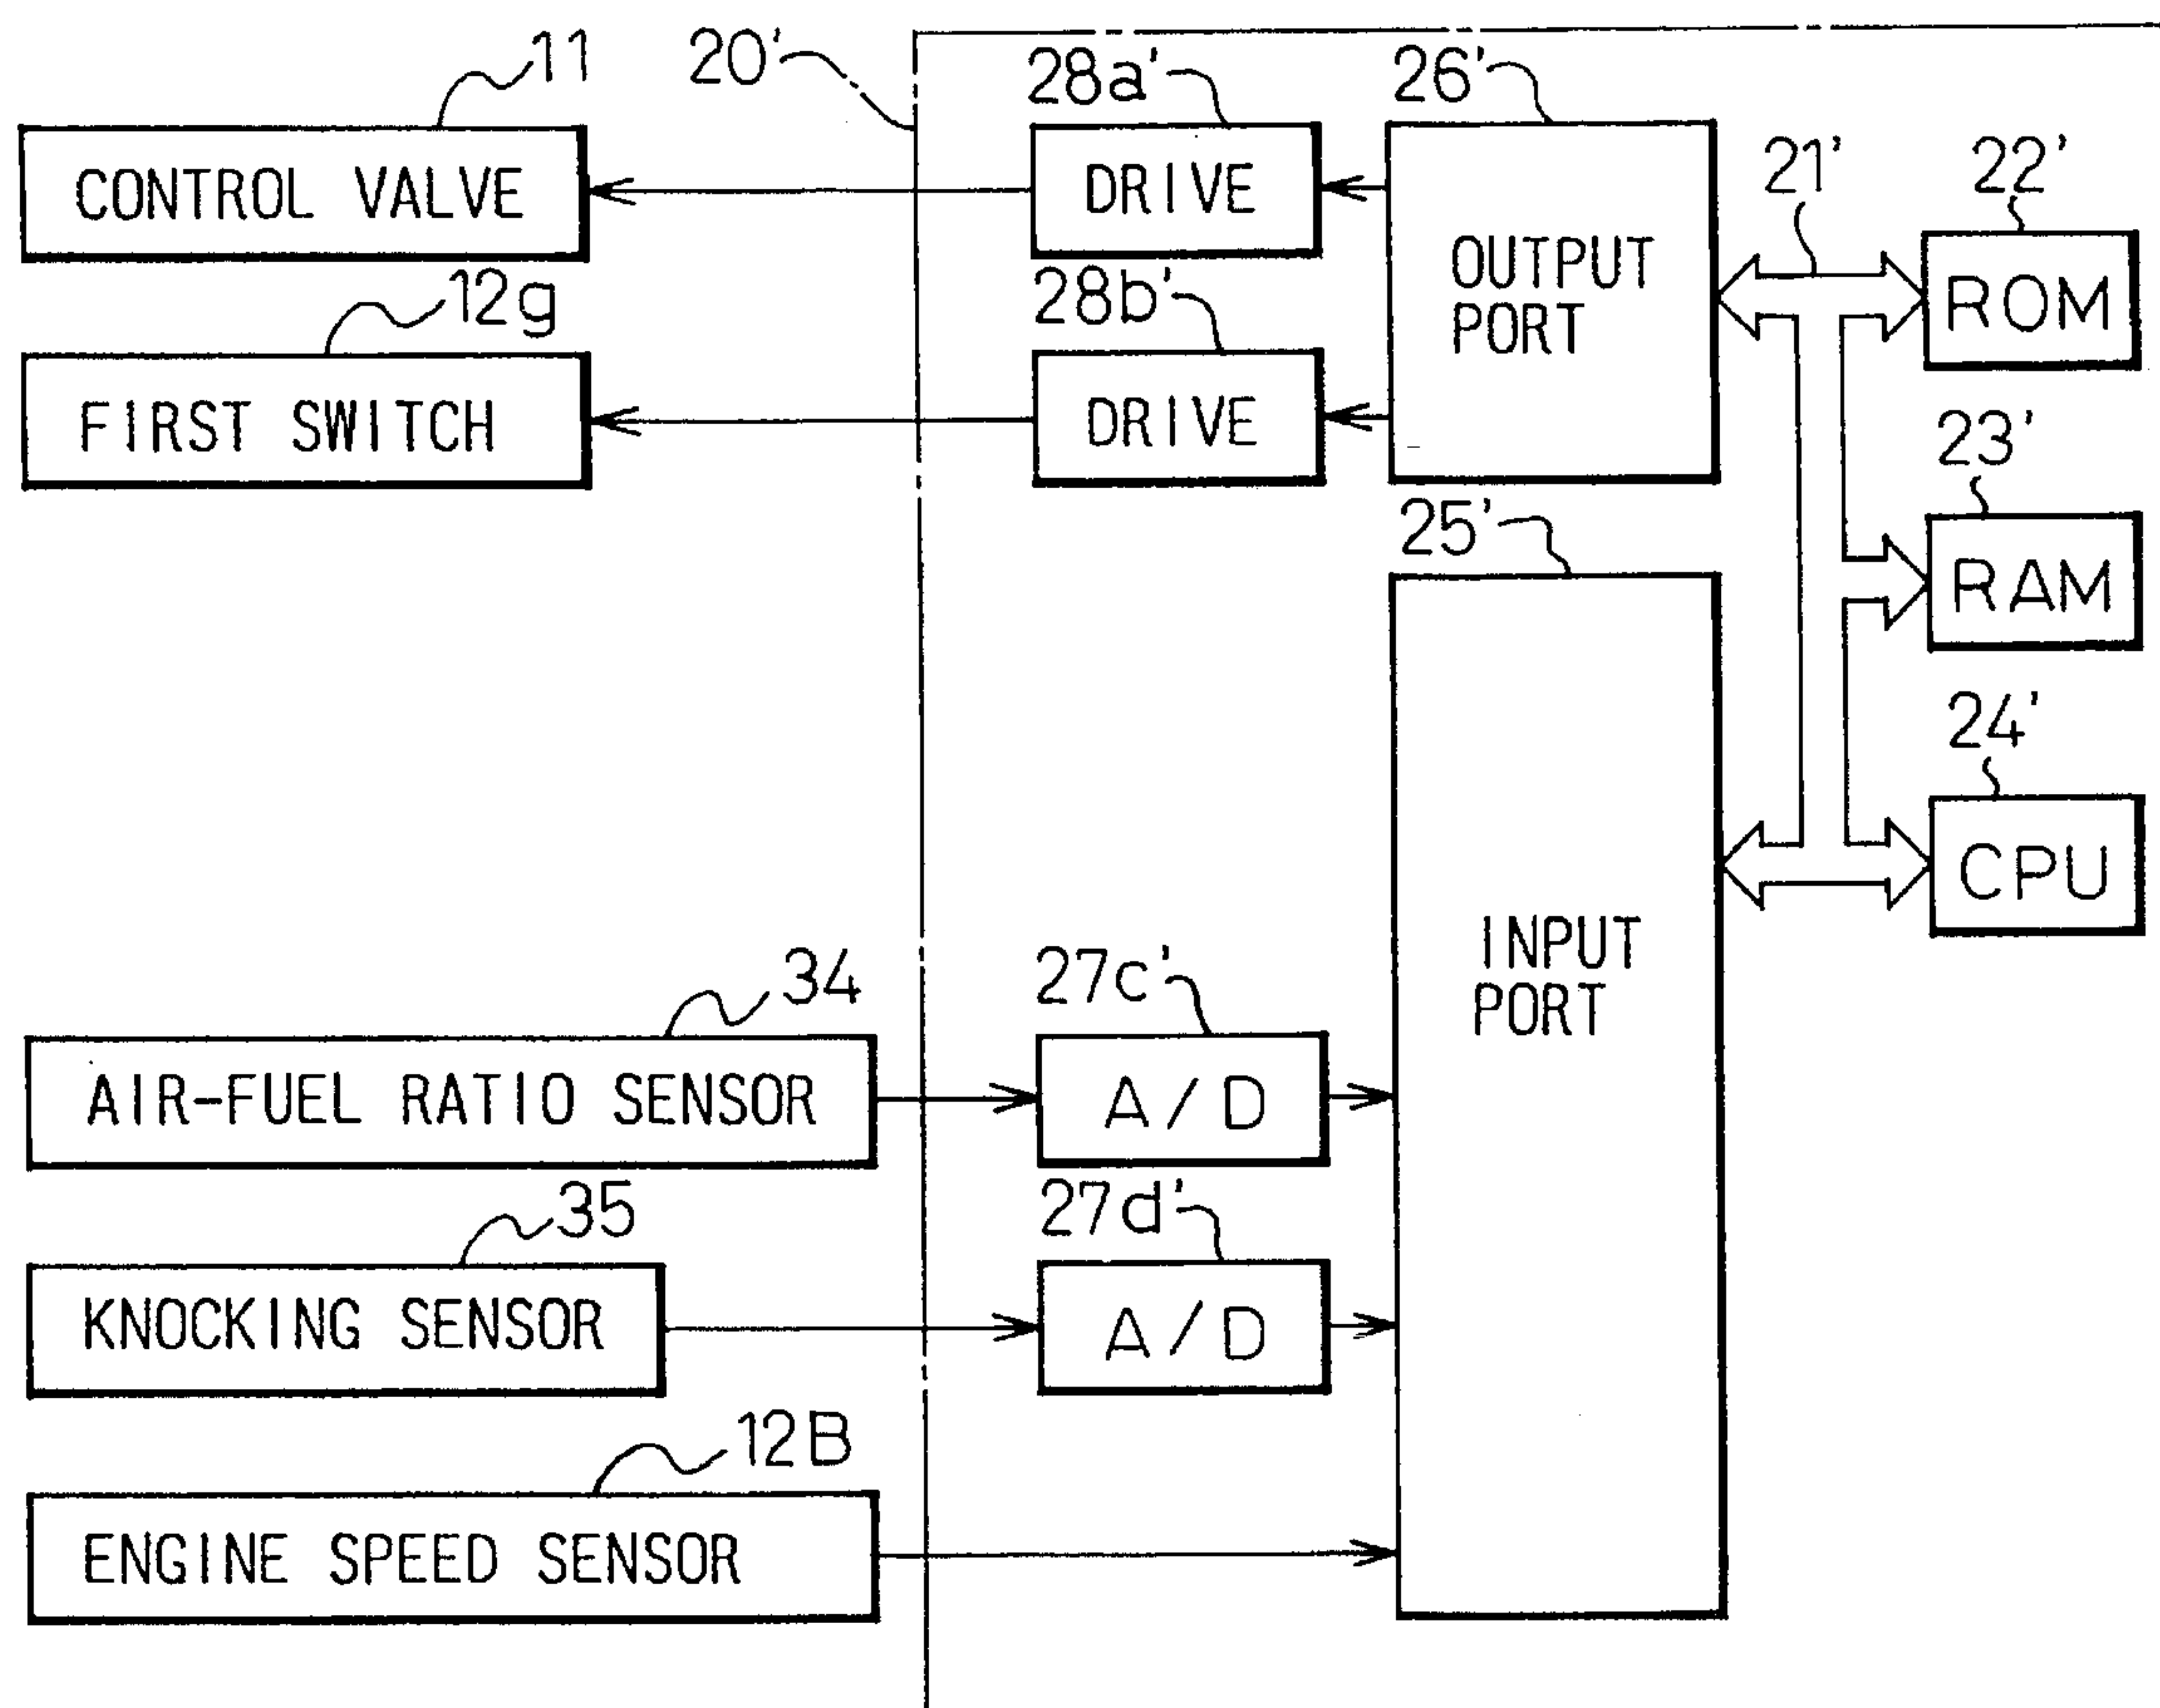 11
20'
28a'
26'
CONTROL VALVE
DRIVE
OUTPUT
PORT
21'
22'
ROM
12g
28b'
FIRST SWITCH
DRIVE
23'
RAM
25'
24'
CPU
INPUT
PORT
34
27c'
AIR-FUEL RATIO SENSOR
A/D
35
27d'
KNOCKING SENSOR
A/D
12B
ENGINE SPEED SENSOR